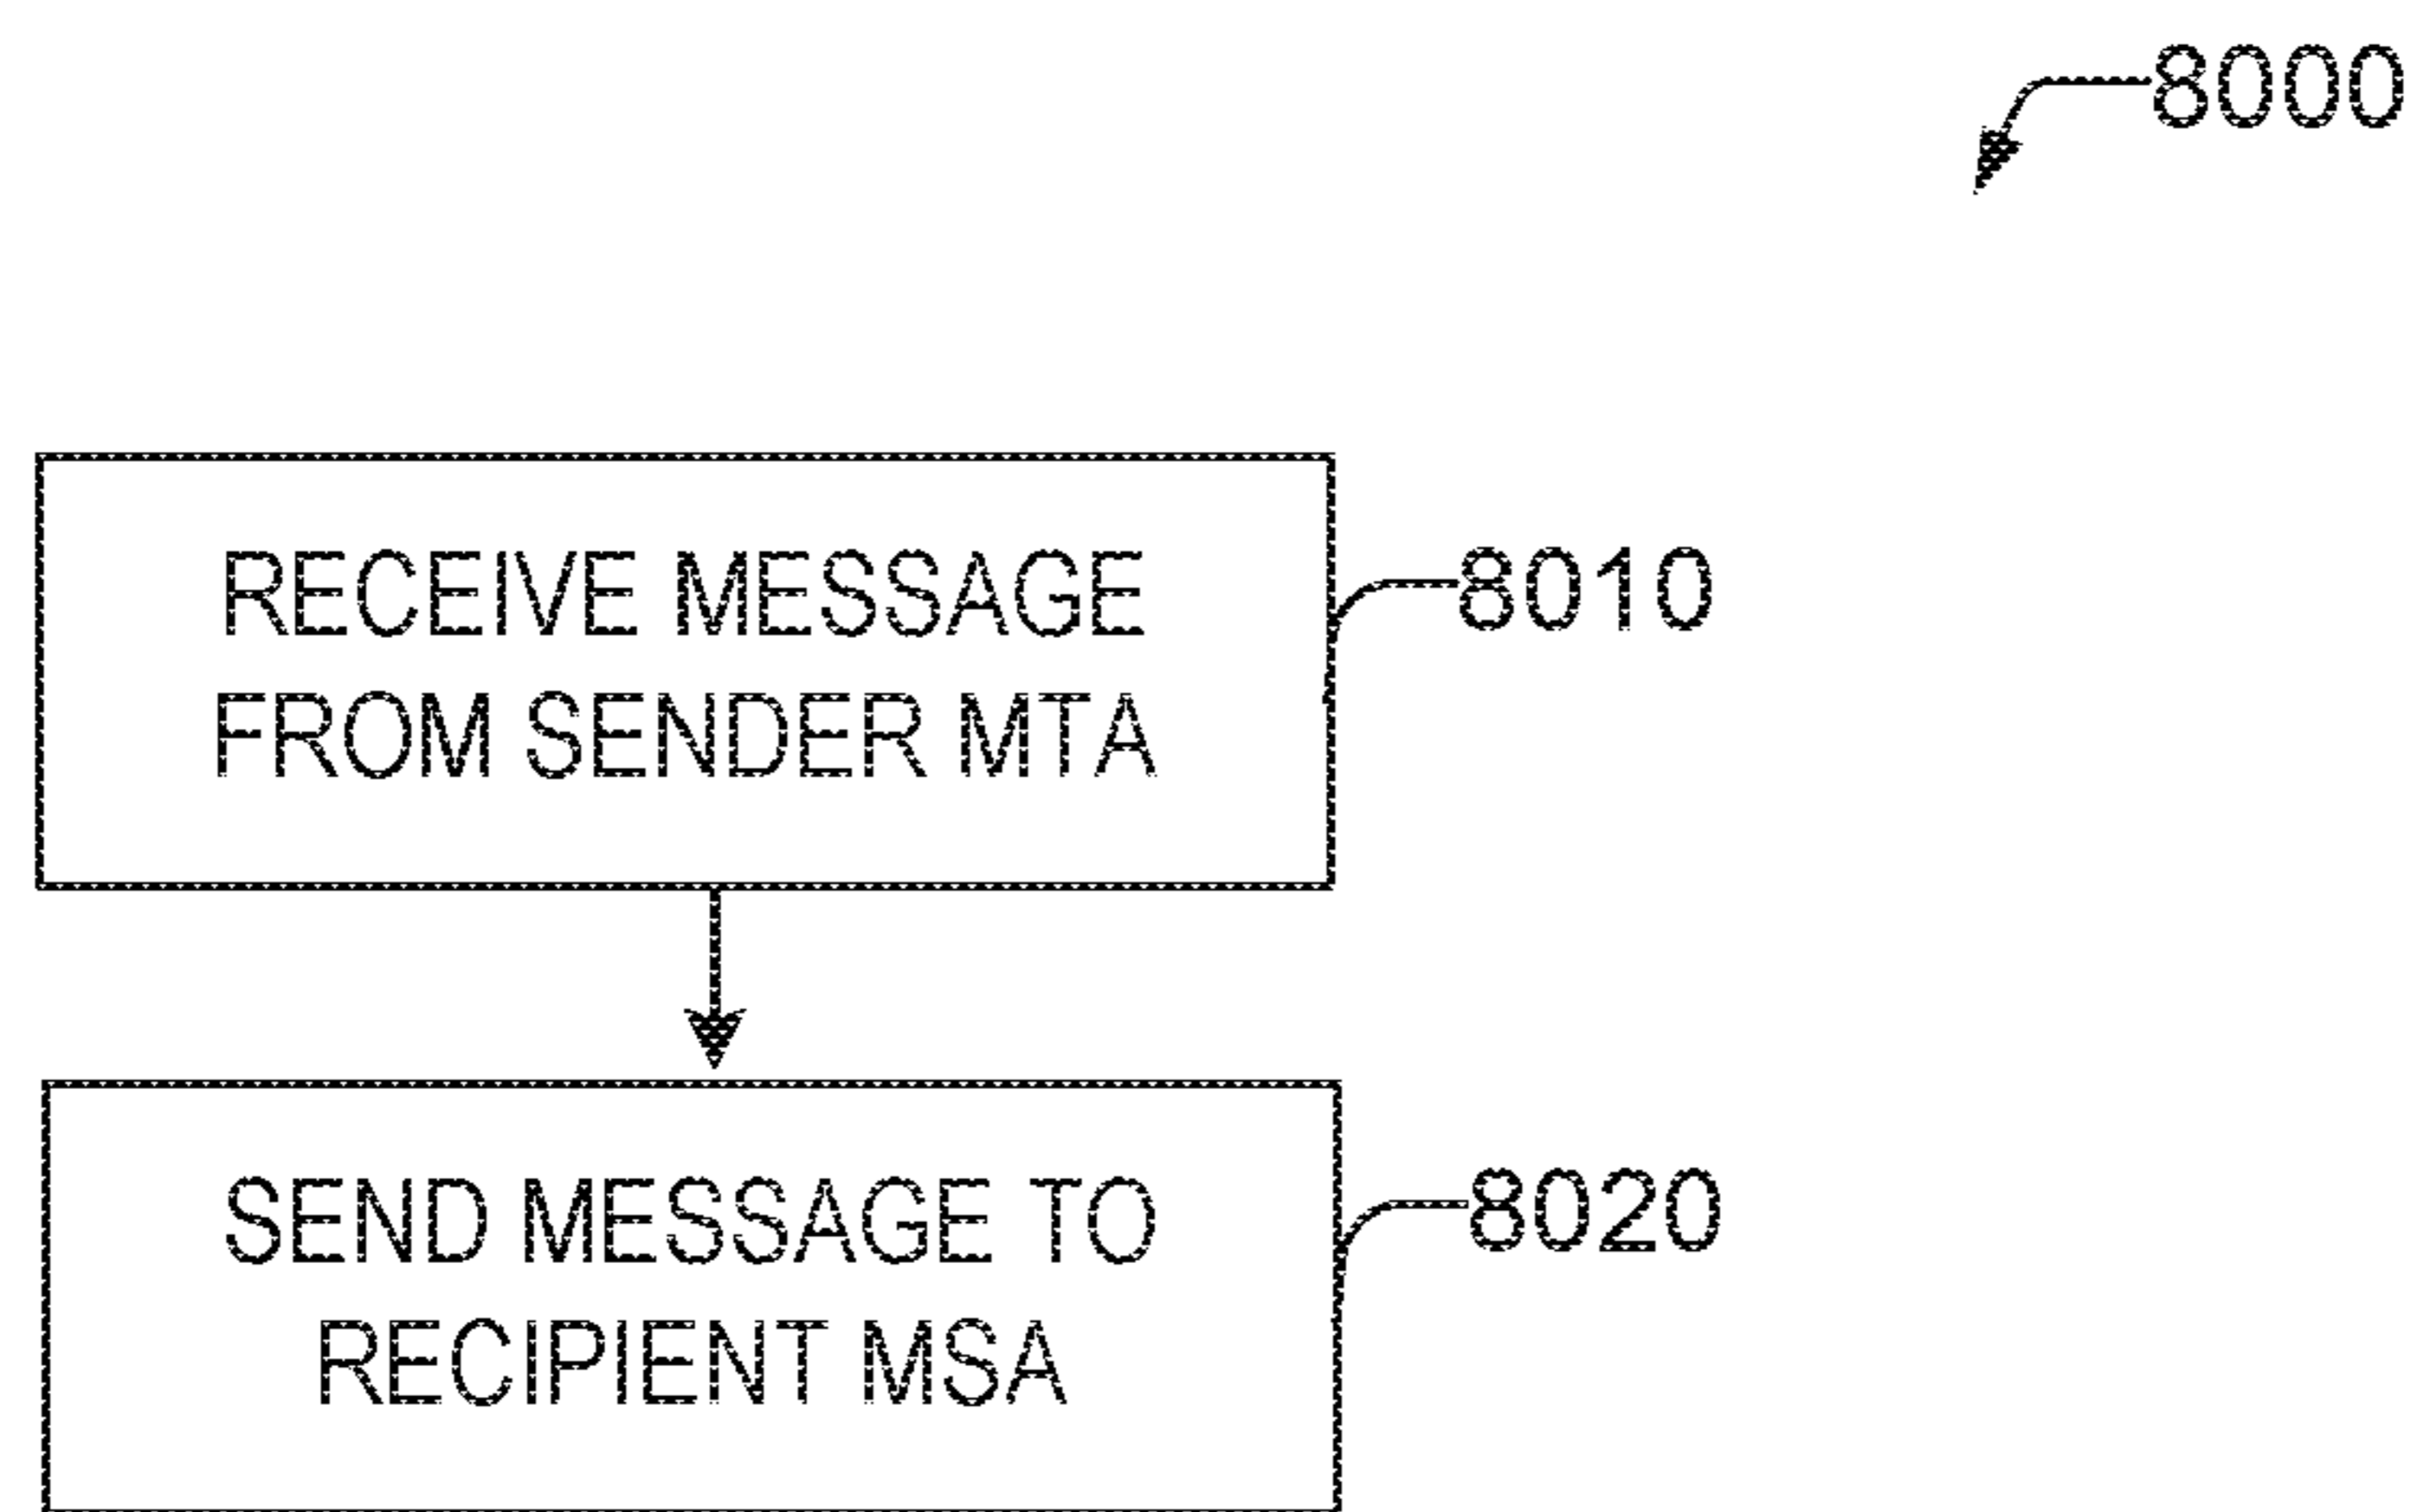 8000
RECEIVE MESSAGE
FROM SENDER MTA
8010
SEND MESSAGE TO
RECIPIENT MSA
8020